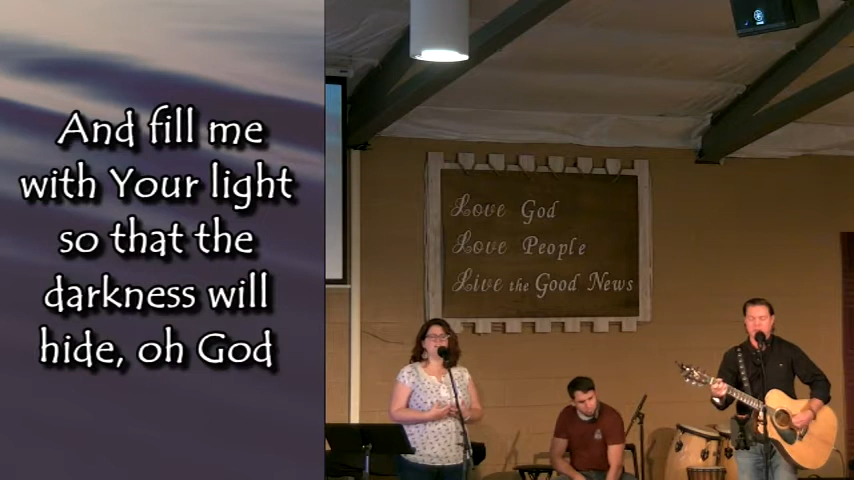 And fill me
with Your light
so that the
darkness will
hide, oh God
Love God
Love People
Live the Good News
YAMAHA